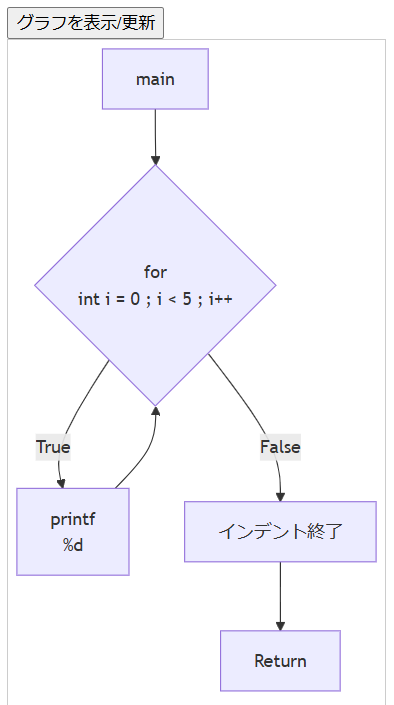 グラフを表示/更新
main
for
int i = 0 ; i < 5 ; i++
True
False
printf
%d
インデント終了
Return